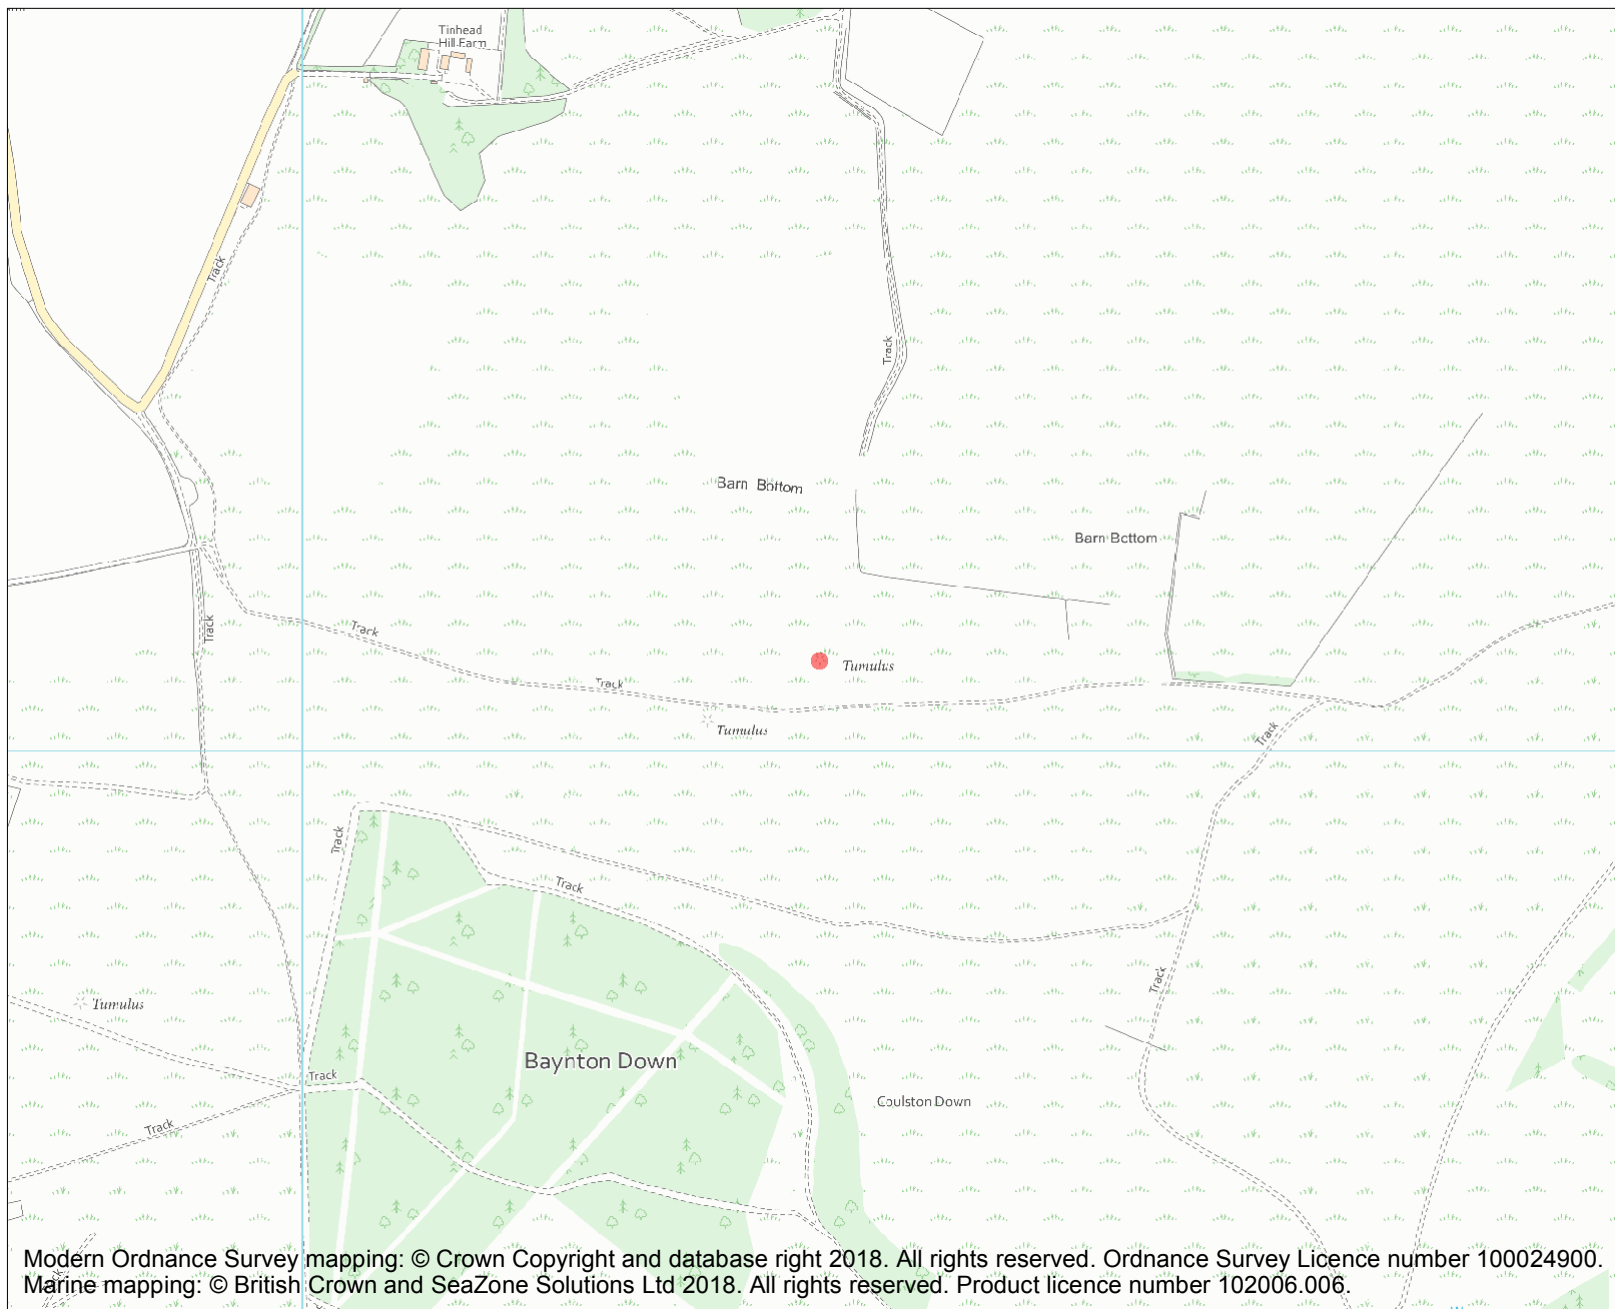 Tinhead
Hill Farm
Track
Track
Barn Bottom
Barn Bottom
Track
Track
Tumulus
Track
Tumulus
Track
Track
Track
Track
Tumulus
Baynton Down
Track
Coulston Down
Track
Modern Ordnance Survey mapping: © Crown Copyright and database right 2018. All rights reserved. Ordnance Survey Licence number 100024900.
Marine mapping: © British Crown and SeaZone Solutions Ltd 2018. All rights reserved. Product licence number 102006.006.